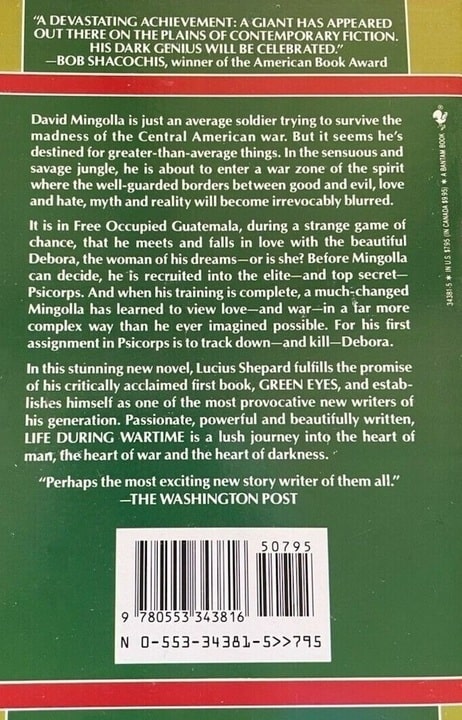 “A DEVASTATING ACHIEVEMENT: A GIANT HAS APPEARED
OUT THERE ON THE PLAINS OF CONTEMPORARY FICTION.
HIS DARK GENIUS WILL BE CELEBRATED.”
—BOB SHACOCHIS, winner of the American Book Award
David Mingolla is just an average soldier trying to survive the
madness of the Central American war. But it seems he’s
destined for greater-than-average things. In the sensuous and
savage jungle, he is about to enter a war zone of the spirit
where the well-guarded borders between good and evil, love
and hate, myth and reality will become irrevocably blurred.
It is in Free Occupied Guatemala, during a strange game of
chance, that he meets and falls in love with the beautiful
Debora, the woman of his dreams—or is she? Before Mingolla
can decide, he is recruited into the elite—and top secret—
Psicorps. And when his training is complete, a much-changed
Mingolla has learned to view love—and war—in a far more
complex way than he ever imagined possible. For his first
assignment in Psicorps is to track down—and kill—Debora.
In this stunning new novel, Lucius Shepard fulfills the promise
of his critically acclaimed first book, GREEN EYES, and estab-
lishes himself as one of the most provocative new writers of
his generation. Passionate, powerful and beautifully written,
LIFE DURING WARTIME is a lush journey into the heart of
man, the heart of war and the heart of darkness.
“Perhaps the most exciting new story writer of them all.”
—THE WASHINGTON POST
50795
9 780553 343816
N 0-553-34381-5>>795
34381-5 * IN U.S. $7.95 (IN CANADA $9.95) * A BANTAM BOOK